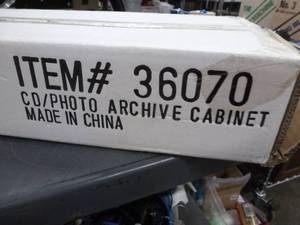 ITEM# 36070
CD/PHOTO ARCHIVE CABINET
MADE IN CHINA